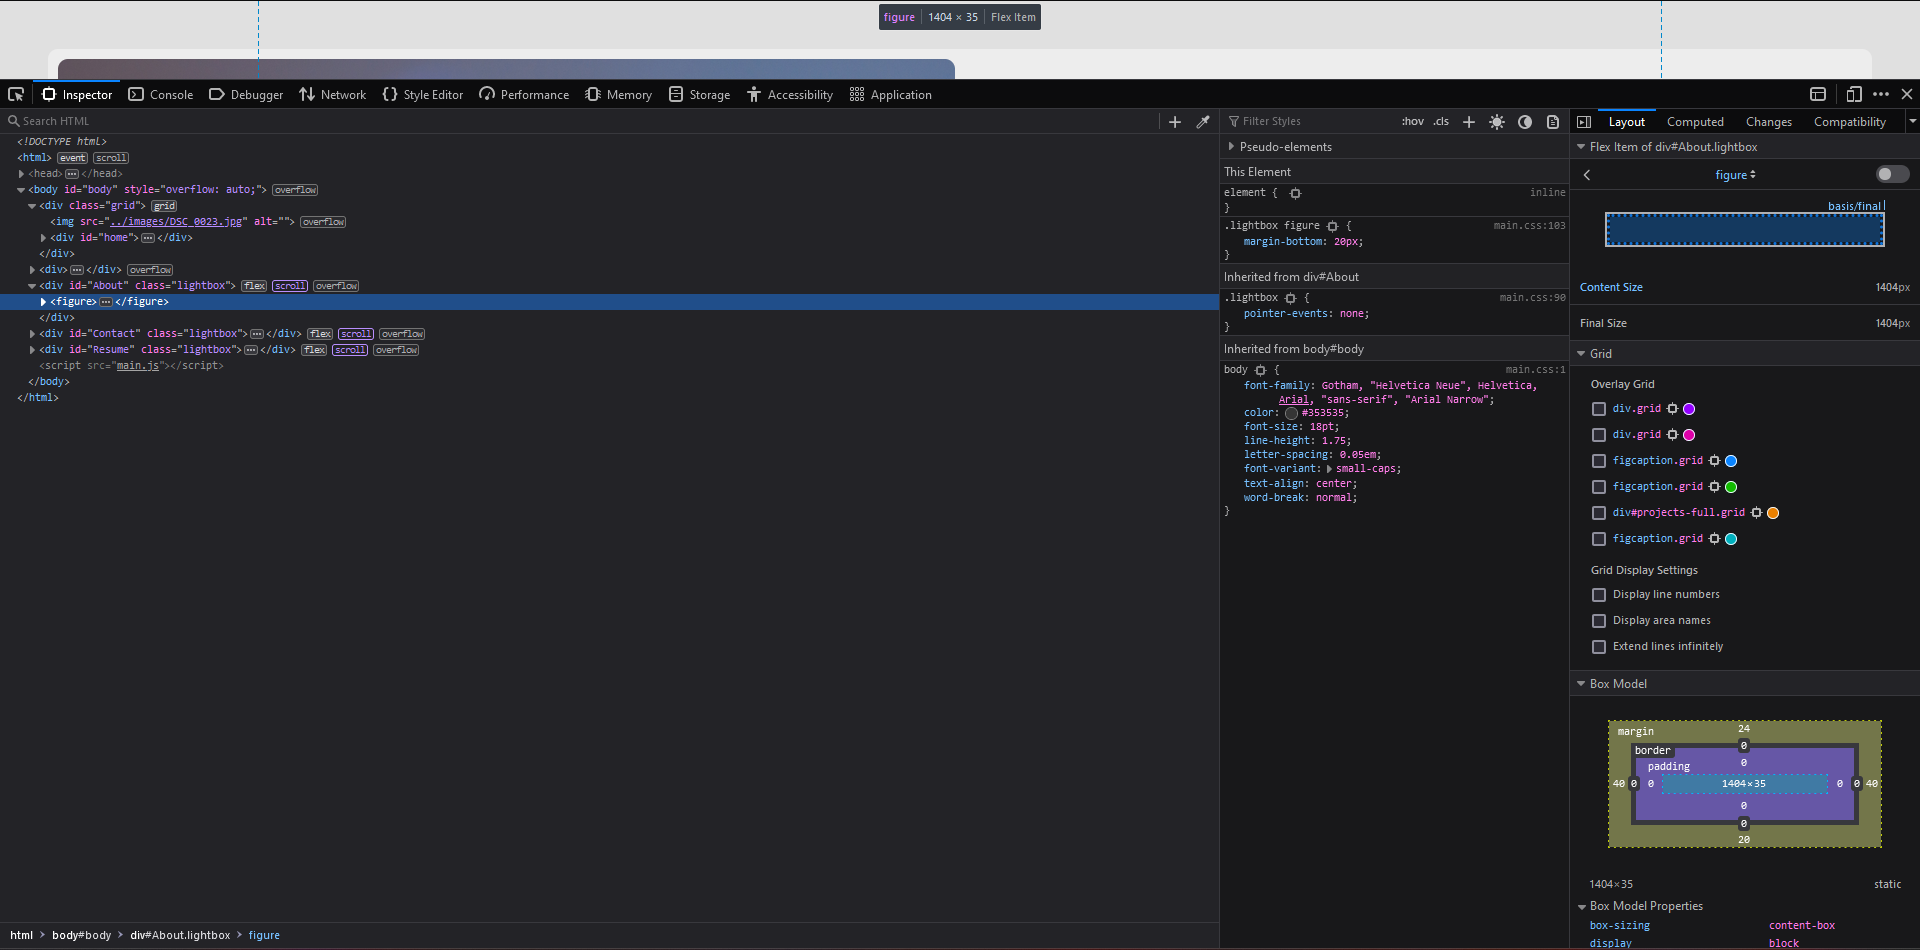 figure 1404 × 35 Flex Item
Inspector Console Debugger Network Style Editor Performance Memory Storage Accessibility Application
Search HTML
<!DOCTYPE html>
<html> event scroll
<head> ··· </head>
<body id="body" style="overflow: auto;"> overflow
<div class="grid"> grid
<img src="../images/DSC_0023.jpg" alt=""> overflow
<div id="home"> ··· </div>
</div>
<div> ··· </div> overflow
<div id="About" class="lightbox"> flex scroll overflow
<figure> ··· </figure>
</div>
<div id="Contact" class="lightbox"> ··· </div> flex scroll overflow
<div id="Resume" class="lightbox"> ··· </div> flex scroll overflow
<script src="main.js"></script>
</body>
</html>
html > body#body > div#About.lightbox > figure
Filter Styles :hov .cls
Pseudo-elements
This Element
element { inline
}
.lightbox figure { main.css:103
margin-bottom: 20px;
}
Inherited from div#About
.lightbox { main.css:90
pointer-events: none;
}
Inherited from body#body
body { main.css:1
font-family: Gotham, "Helvetica Neue", Helvetica,
Arial, "sans-serif", "Arial Narrow";
color: #353535;
font-size: 18pt;
line-height: 1.75;
letter-spacing: 0.05em;
font-variant: small-caps;
text-align: center;
word-break: normal;
}
Layout Computed Changes Compatibility
Flex Item of div#About.lightbox
figure
basis/final
Content Size 1404px
Final Size 1404px
Grid
Overlay Grid
div.grid
div.grid
figcaption.grid
figcaption.grid
div#projects-full.grid
figcaption.grid
Grid Display Settings
Display line numbers
Display area names
Extend lines infinitely
Box Model
margin 24
border 0
padding 0
40 0 0 1404×35 0 0 40
0
0
20
1404×35 static
Box Model Properties
box-sizing content-box
display block